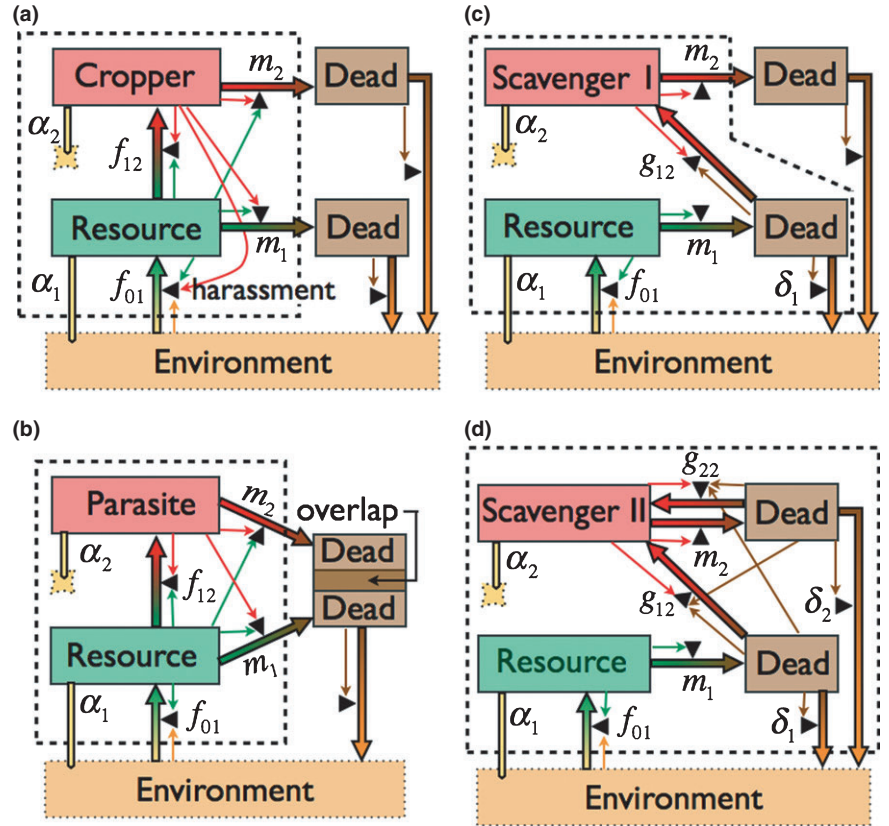 (a)
Cropper
m₂
Dead
α₂
f₁₂
Resource
m₁
Dead
α₁
f₀₁
harassment
Environment
(c)
Scavenger I
m₂
Dead
α₂
g₁₂
Resource
m₁
Dead
α₁
f₀₁
δ₁
Environment
(b)
Parasite
m₂
overlap
Dead
α₂
f₁₂
Dead
Resource
m₁
α₁
f₀₁
Environment
(d)
g₂₂
Scavenger II
Dead
m₂
α₂
g₁₂
δ₂
Resource
m₁
Dead
α₁
f₀₁
δ₁
Environment